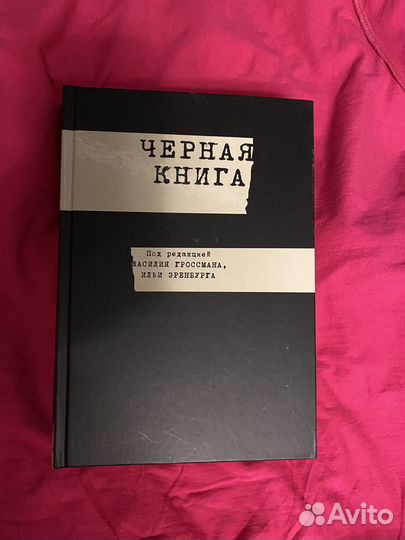 ЧЕРНАЯ
КНИГА
Под редакцией
ВАСИЛИЯ ГРОССМАНА,
ИЛЬИ ЭРЕНБУРГА
Avito